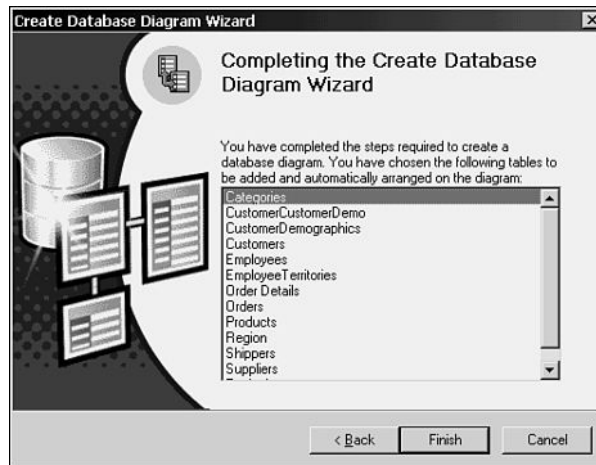 Create Database Diagram Wizard
Completing the Create Database
Diagram Wizard
You have completed the steps required to create a
database diagram. You have chosen the following tables to
be added and automatically arranged on the diagram:
Categories
CustomerCustomerDemo
CustomerDemographics
Customers
Employees
EmployeeTerritories
Order Details
Orders
Products
Region
Shippers
Suppliers
< Back
Finish
Cancel